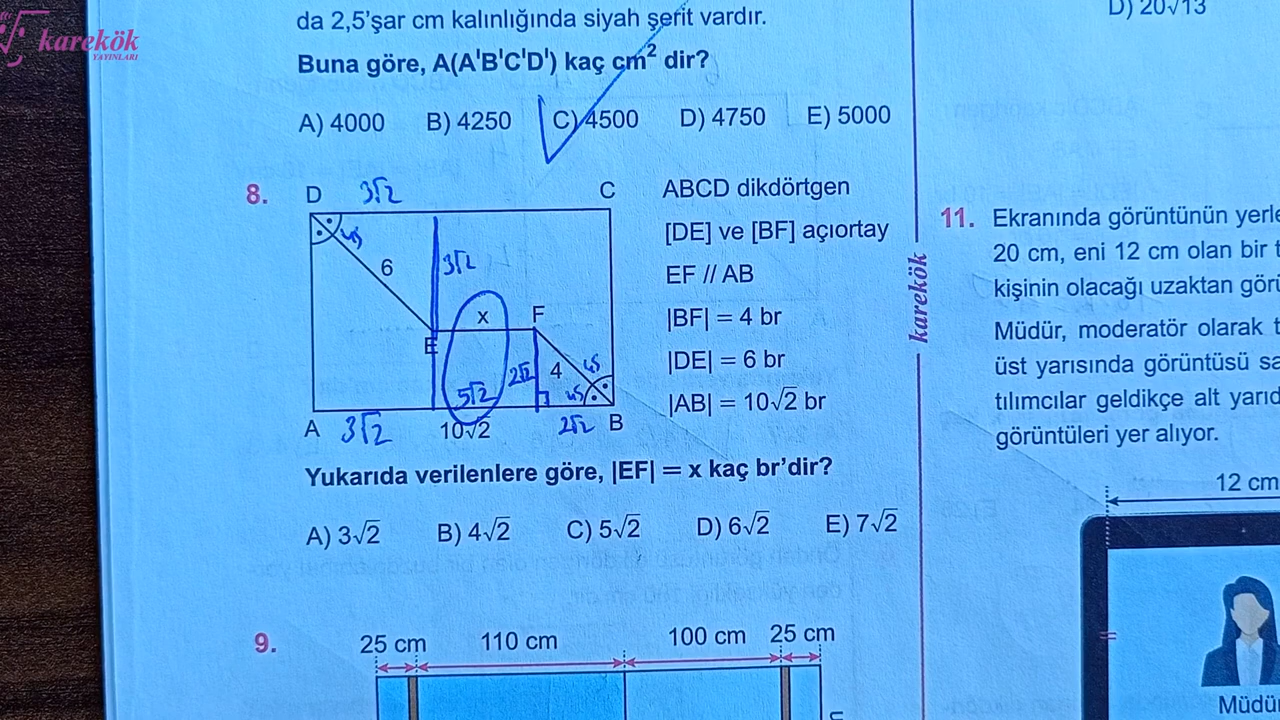 karekök
YAYINLARI
da 2,5'şar cm kalınlığında siyah şerit vardır.
Buna göre, A(A'B'C'D') kaç cm² dir?
A) 4000 B) 4250 C) 4500 D) 4750 E) 5000
D) 20√13
8.
D 3√2 C
45
6 3√2
x F
E
5√2 2√2 4 45
45
A 3√2 10√2 2√2 B
ABCD dikdörtgen
[DE] ve [BF] açıortay
EF // AB
|BF| = 4 br
|DE| = 6 br
|AB| = 10√2 br
Yukarıda verilenlere göre, |EF| = x kaç br'dir?
A) 3√2 B) 4√2 C) 5√2 D) 6√2 E) 7√2
9.
25 cm 110 cm 100 cm 25 cm
karekök
11. Ekranında görüntünün yerle
20 cm, eni 12 cm olan bir t
kişinin olacağı uzaktan görü
Müdür, moderatör olarak t
üst yarısında görüntüsü sa
tılımcılar geldikçe alt yarıd
görüntüleri yer alıyor.
12 cm
Müdü